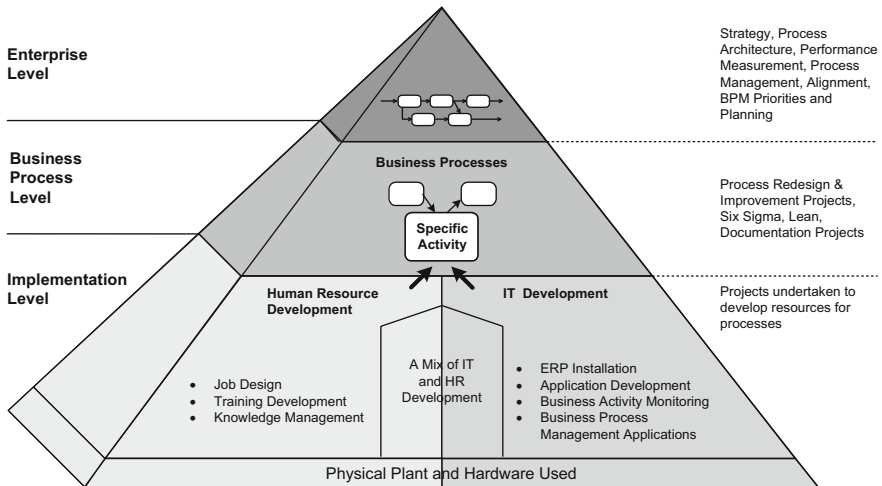 Enterprise
Level
Strategy, Process
Architecture, Performance
Measurement, Process
Management, Alignment,
BPM Priorities and
Planning
Business
Process
Level
Business Processes
Specific
Activity
Process Redesign &
Improvement Projects,
Six Sigma, Lean,
Documentation Projects
Implementation
Level
Human Resource
Development
IT Development
Projects undertaken to
develop resources for
processes
• Job Design
• Training Development
• Knowledge Management
A Mix of IT
and HR
Development
• ERP Installation
• Application Development
• Business Activity Monitoring
• Business Process
Management Applications
Physical Plant and Hardware Used